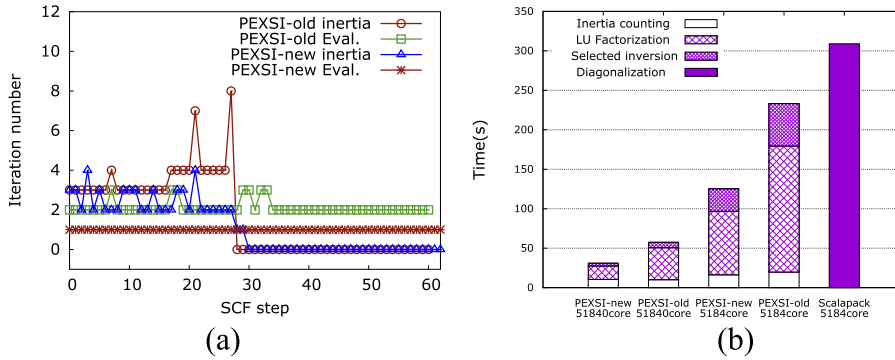 12
10
8
6
4
2
0
Iteration number
PEXSI-old inertia
PEXSI-old Eval.
PEXSI-new inertia
PEXSI-new Eval.
0 10 20 30 40 50 60
SCF step
(a)
350
300
250
200
150
100
50
0
Time(s)
Inertia counting
LU Factorization
Selected inversion
Diagonalization
PEXSI-new PEXSI-old PEXSI-new PEXSI-old Scalapack
51840core 51840core 5184core 5184core 5184core
(b)